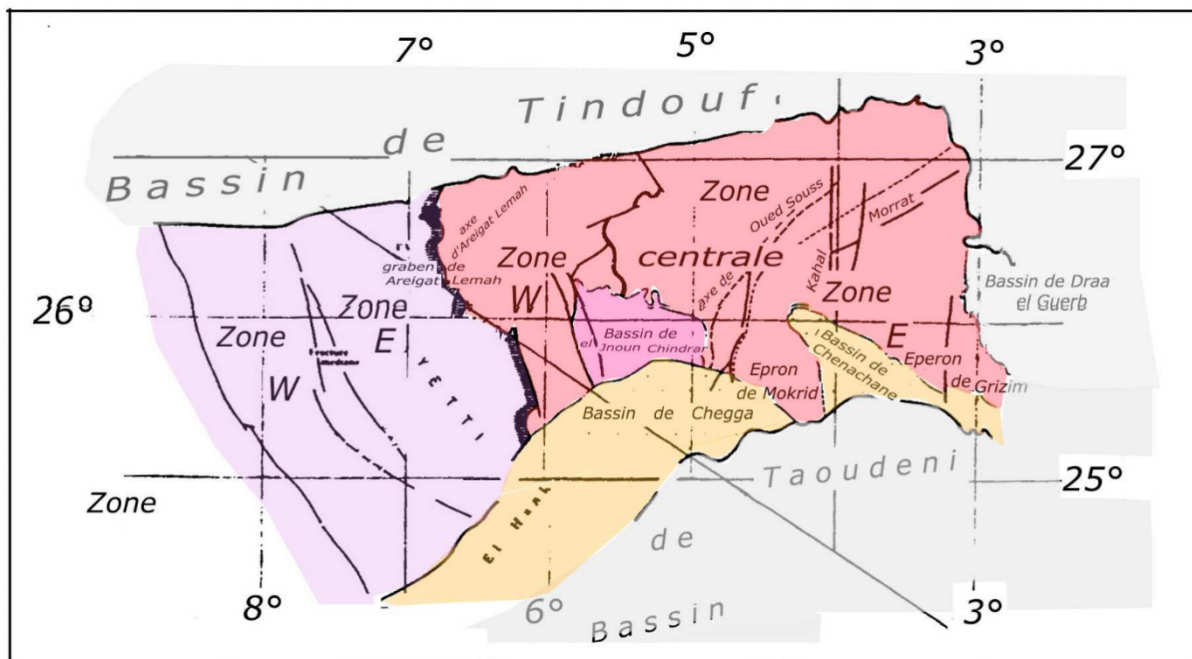 7°
5°
3°
Bassin de Tindouf
27°
26º
25°
Zone
centrale
axe
d'Areigat Lemah
Oued Souss
Morrat
graben de
Areigat Lemah
Zone
W
axe de
Kahal
Zone
E
Bassin de Draa
el Guerb
Zone
E
Zone
W
YETTI
Bassin de
el Jnoun Chindrar
Bassin de
Chenachane
Eperon
de Grizim
Epron
de Mokrid
Bassin de Chegga
Taoudeni
de
Bassin
Zone
El Hank
8°
6°
3°